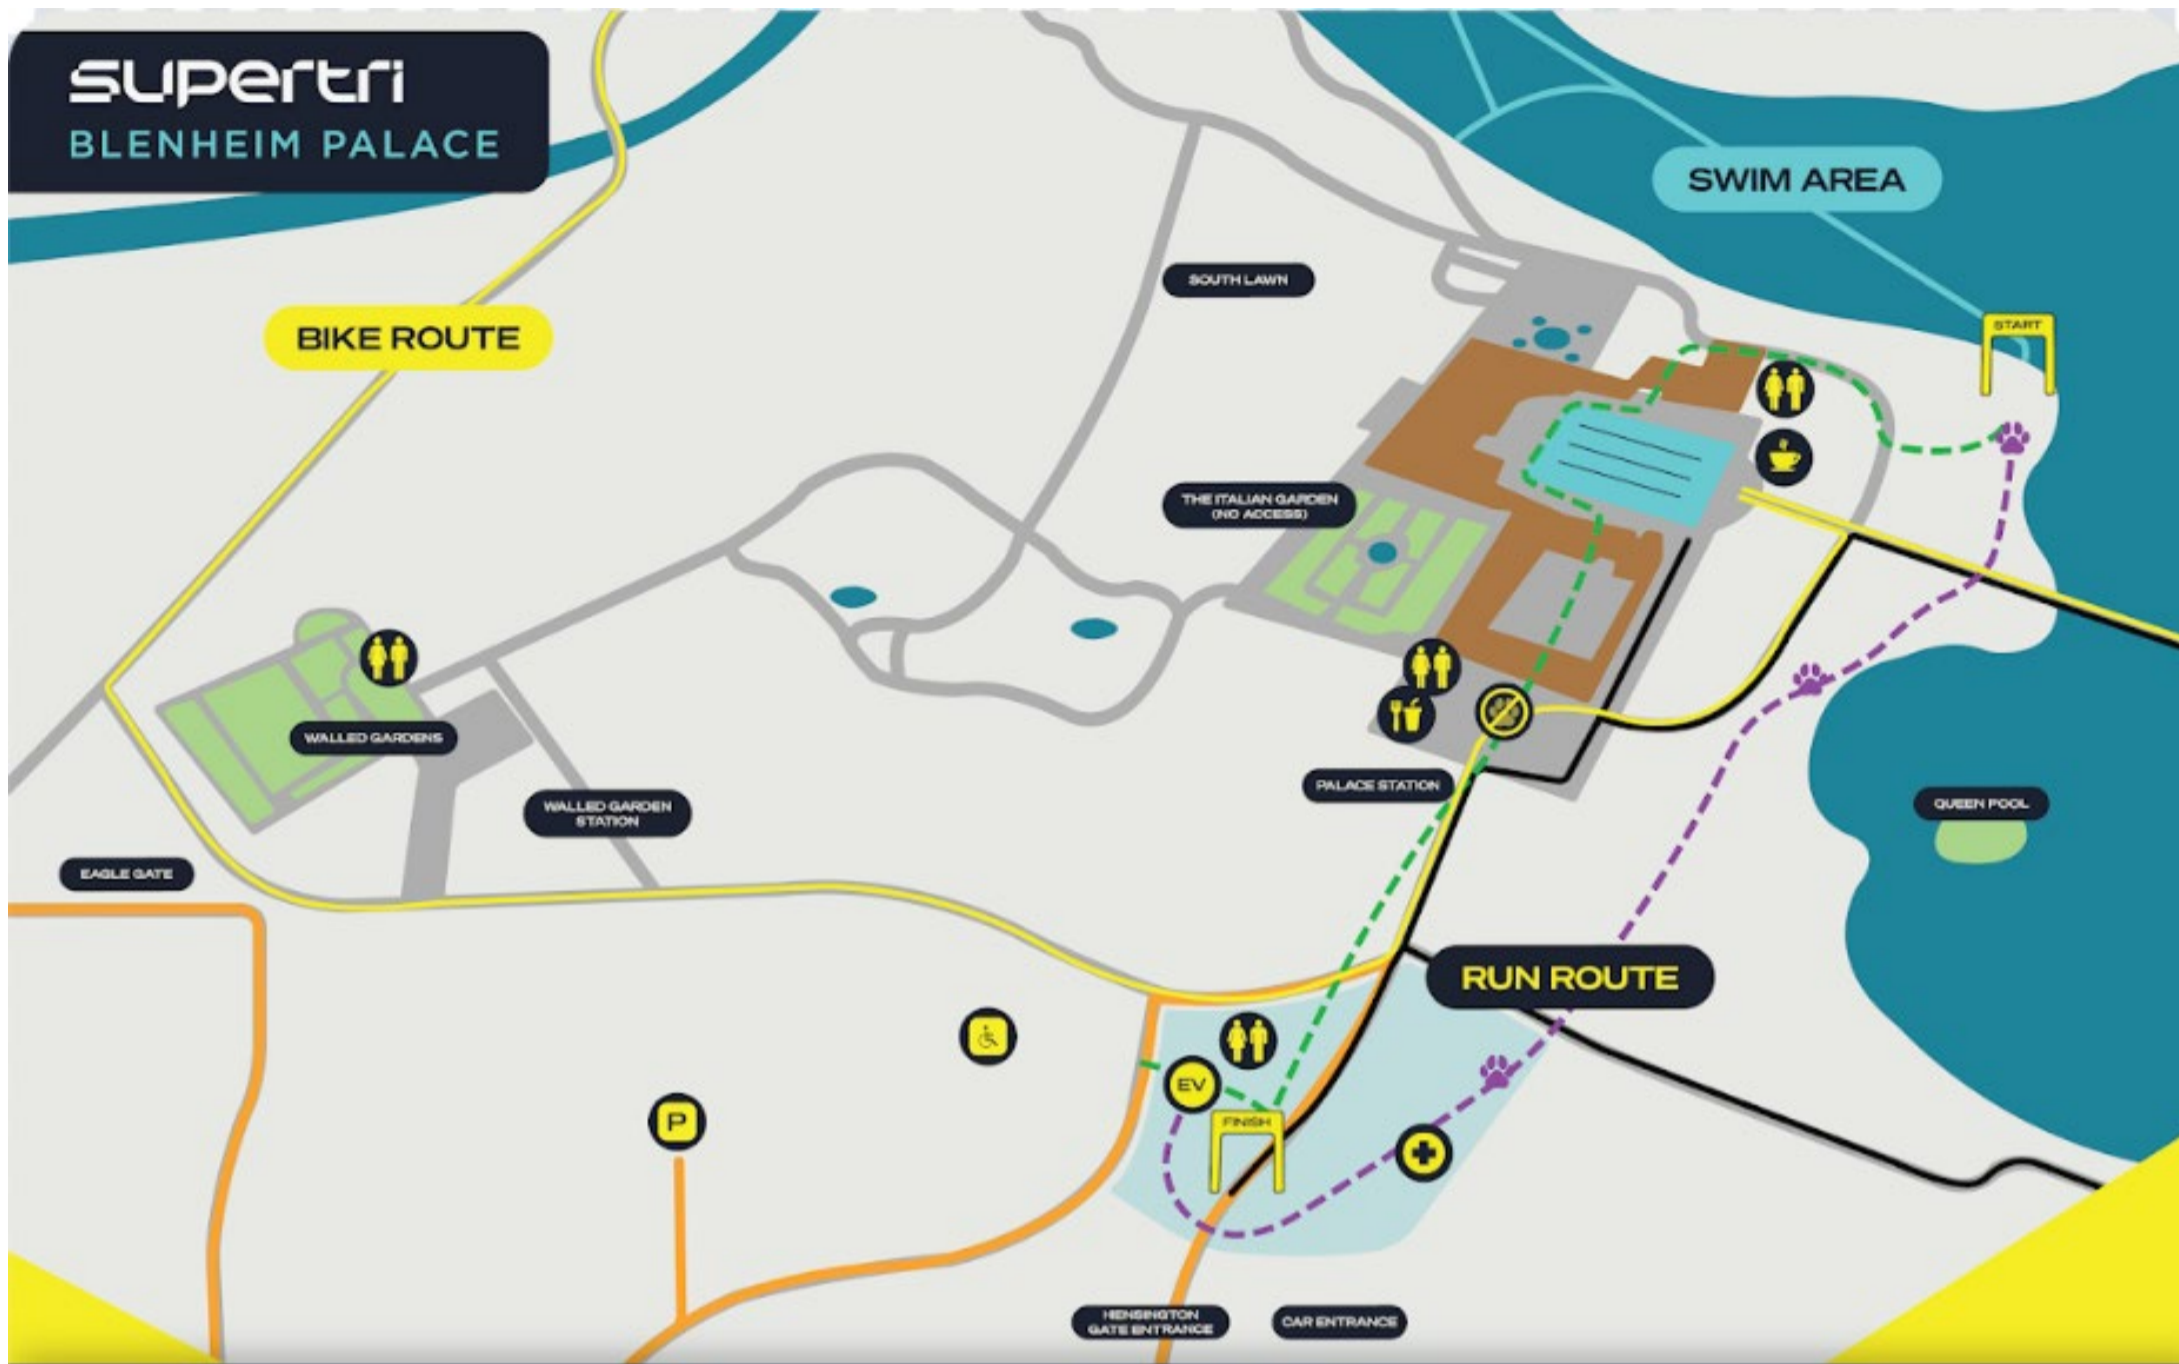 supertri
BLENHEIM PALACE
SWIM AREA
SOUTH LAWN
START
BIKE ROUTE
THE ITALIAN GARDEN
(NO ACCESS)
WALLED GARDENS
PALACE STATION
WALLED GARDEN
STATION
QUEEN POOL
EAGLE GATE
RUN ROUTE
EV
P
FINISH
HENSINGTON
GATE ENTRANCE
CAR ENTRANCE